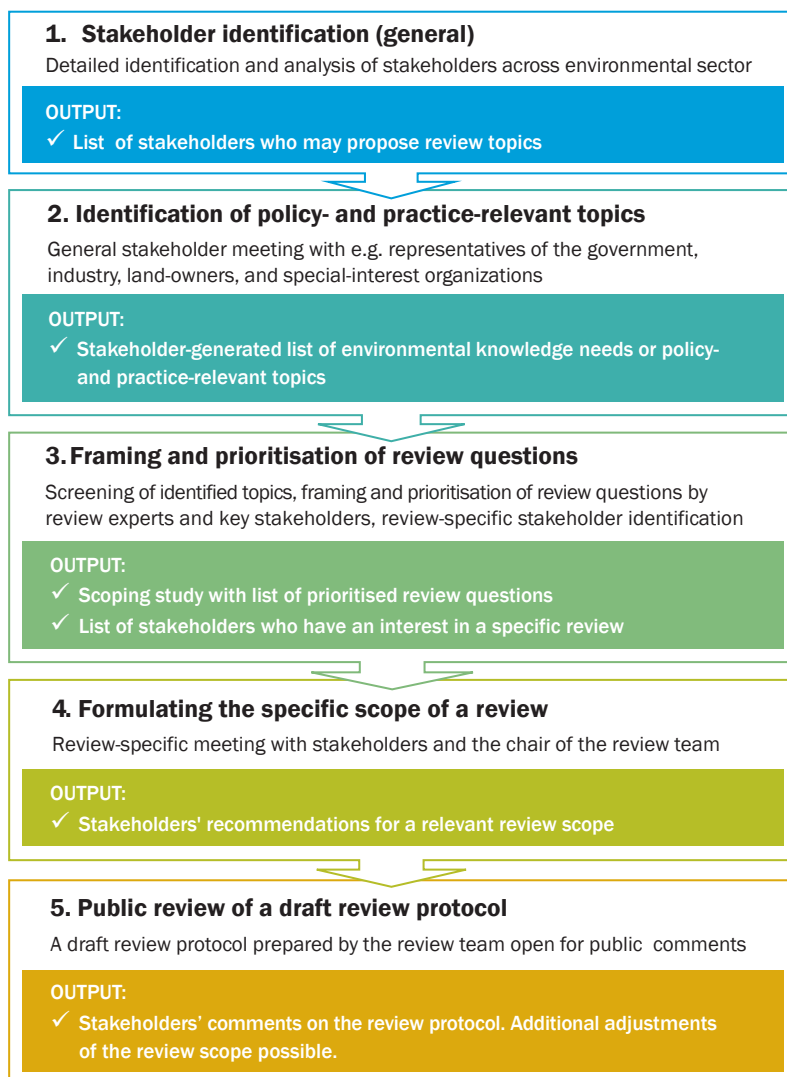 1. Stakeholder identification (general)
Detailed identification and analysis of stakeholders across environmental sector
OUTPUT:
✓ List of stakeholders who may propose review topics
2. Identification of policy- and practice-relevant topics
General stakeholder meeting with e.g. representatives of the government,
industry, land-owners, and special-interest organizations
OUTPUT:
✓ Stakeholder-generated list of environmental knowledge needs or policy-
and practice-relevant topics
3. Framing and prioritisation of review questions
Screening of identified topics, framing and prioritisation of review questions by
review experts and key stakeholders, review-specific stakeholder identification
OUTPUT:
✓ Scoping study with list of prioritised review questions
✓ List of stakeholders who have an interest in a specific review
4. Formulating the specific scope of a review
Review-specific meeting with stakeholders and the chair of the review team
OUTPUT:
✓ Stakeholders' recommendations for a relevant review scope
5. Public review of a draft review protocol
A draft review protocol prepared by the review team open for public comments
OUTPUT:
✓ Stakeholders’ comments on the review protocol. Additional adjustments
of the review scope possible.